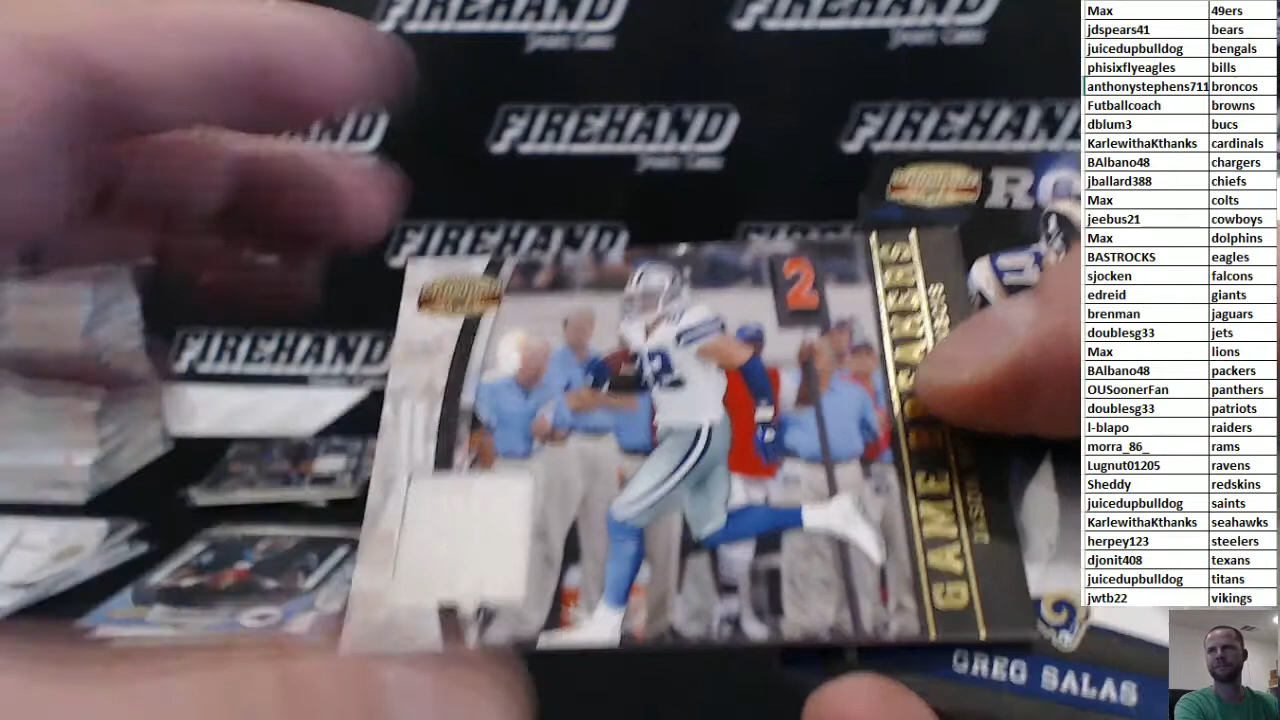 FIREHAND
FIREHAND
FIREHAND
FIREHAND
FIREHAND
FIREHAND
2
GREG SALAS
Max 49ers
jdspears41 bears
juicedupbulldog bengals
phisixflyeagles bills
anthonystephens711 broncos
Futballcoach browns
dblum3 bucs
KarlewithaKthanks cardinals
BAlbano48 chargers
jballard388 chiefs
Max colts
jeebus21 cowboys
Max dolphins
BASTROCKS eagles
sjocken falcons
edreid giants
brenman jaguars
doublesg33 jets
Max lions
BAlbano48 packers
OUSoonerFan panthers
doublesg33 patriots
l-blapo raiders
morra_86_ rams
Lugnut01205 ravens
Sheddy redskins
juicedupbulldog saints
KarlewithaKthanks seahawks
herpey123 steelers
djonit408 texans
juicedupbulldog titans
jwtb22 vikings